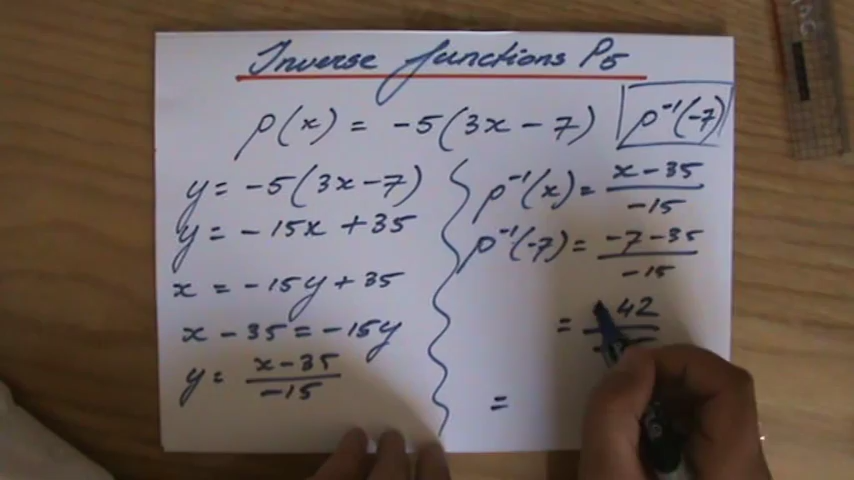 Inverse functions P5
p(x) = -5(3x - 7)
p⁻¹(-7)
y = -5(3x-7)
y = -15x + 35
x = -15y + 35
x - 35 = -15y
y = x-35 / -15
p⁻¹(x) = x - 35 / -15
p⁻¹(-7) = -7-35 / -15
= -42
=